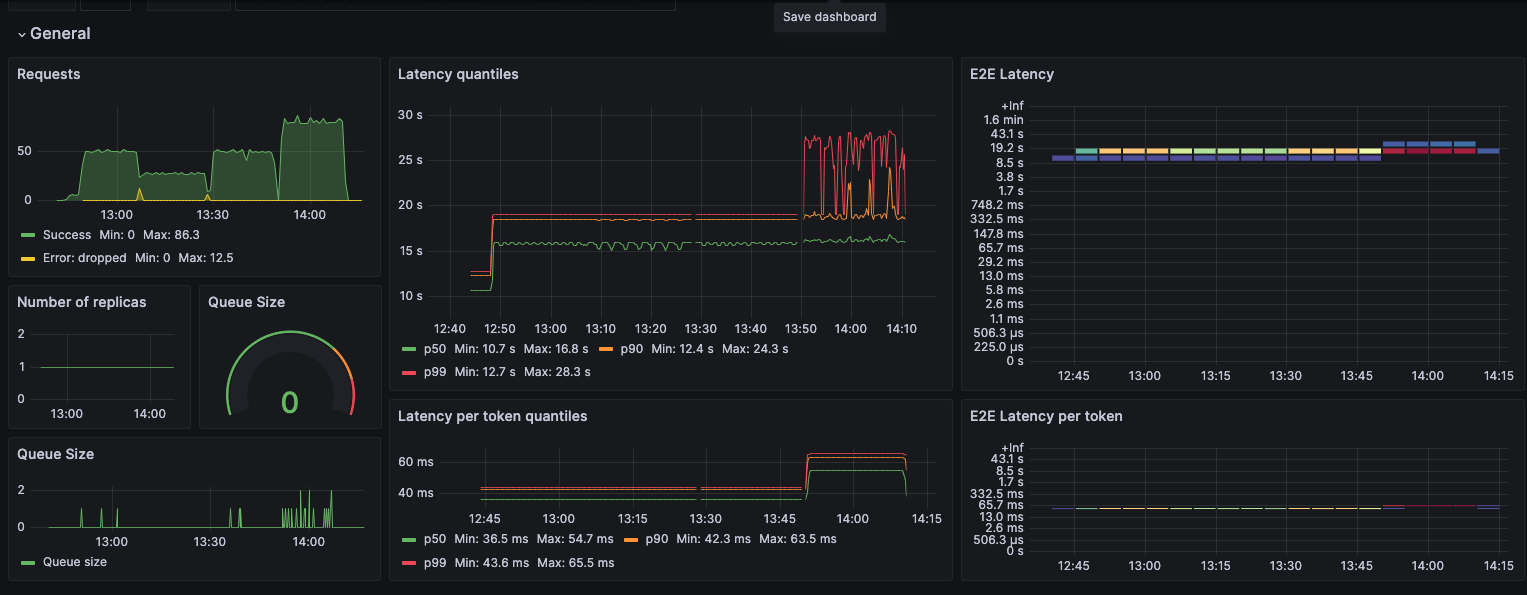 Save dashboard
General
Requests
50
0
13:00 13:30 14:00
Success Min: 0 Max: 86.3
Error: dropped Min: 0 Max: 12.5
Number of replicas
2
1
0
13:00 14:00
Queue Size
0
Queue Size
2
0
13:00 13:30 14:00
Queue size
Latency quantiles
30 s
25 s
20 s
15 s
10 s
12:40 12:50 13:00 13:10 13:20 13:30 13:40 13:50 14:00 14:10
p50 Min: 10.7 s Max: 16.8 s p90 Min: 12.4 s Max: 24.3 s
p99 Min: 12.7 s Max: 28.3 s
Latency per token quantiles
60 ms
40 ms
12:45 13:00 13:15 13:30 13:45 14:00 14:15
p50 Min: 36.5 ms Max: 54.7 ms p90 Min: 42.3 ms Max: 63.5 ms
p99 Min: 43.6 ms Max: 65.5 ms
E2E Latency
+Inf
1.6 min
43.1 s
19.2 s
8.5 s
3.8 s
1.7 s
748.2 ms
332.5 ms
147.8 ms
65.7 ms
29.2 ms
13.0 ms
5.8 ms
2.6 ms
1.1 ms
506.3 µs
225.0 µs
0 s
12:45 13:00 13:15 13:30 13:45 14:00 14:15
E2E Latency per token
+Inf
43.1 s
8.5 s
1.7 s
332.5 ms
65.7 ms
13.0 ms
2.6 ms
506.3 µs
0 s
12:45 13:00 13:15 13:30 13:45 14:00 14:15